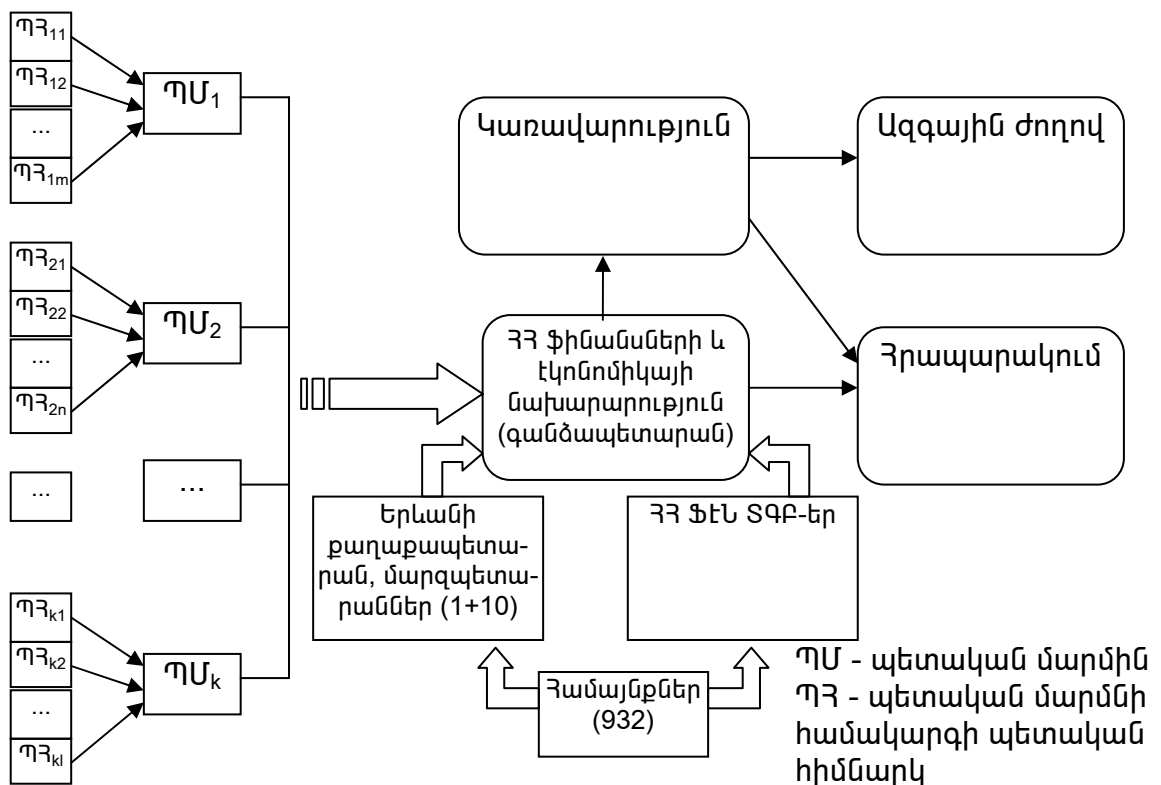 ՊՀ11
ՊՀ12
...
ՊՀ1m
ՊՄ1
ՊՀ21
ՊՀ22
...
ՊՀ2n
ՊՄ2
...
...
ՊՀk1
ՊՀk2
...
ՊՀkl
ՊՄk
Կառավարություն
Ազգային ժողով
ՀՀ ֆինանսների և
էկոնոմիկայի
նախարարություն
(գանձապետարան)
Հրապարակում
Երևանի
քաղաքապետա-
րան, մարզպետա-
րաններ (1+10)
ՀՀ ՖԷՆ ՏԳԲ-եր
Համայնքներ
(932)
ՊՄ - պետական մարմին
ՊՀ - պետական մարմնի
համակարգի պետական
հիմնարկ